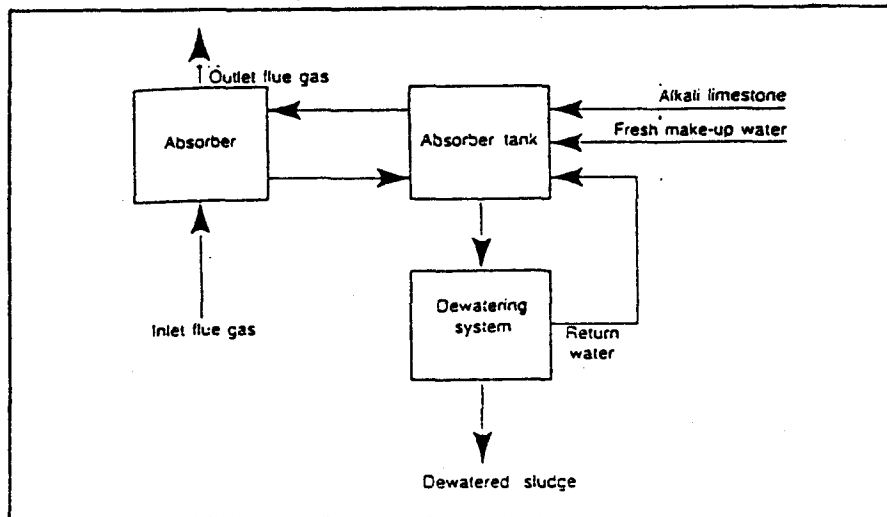 Outlet flue gas
Alkali limestone
Fresh make-up water
Absorber
Absorber tank
Inlet flue gas
Dewatering
system
Return
water
Dewatered sludge